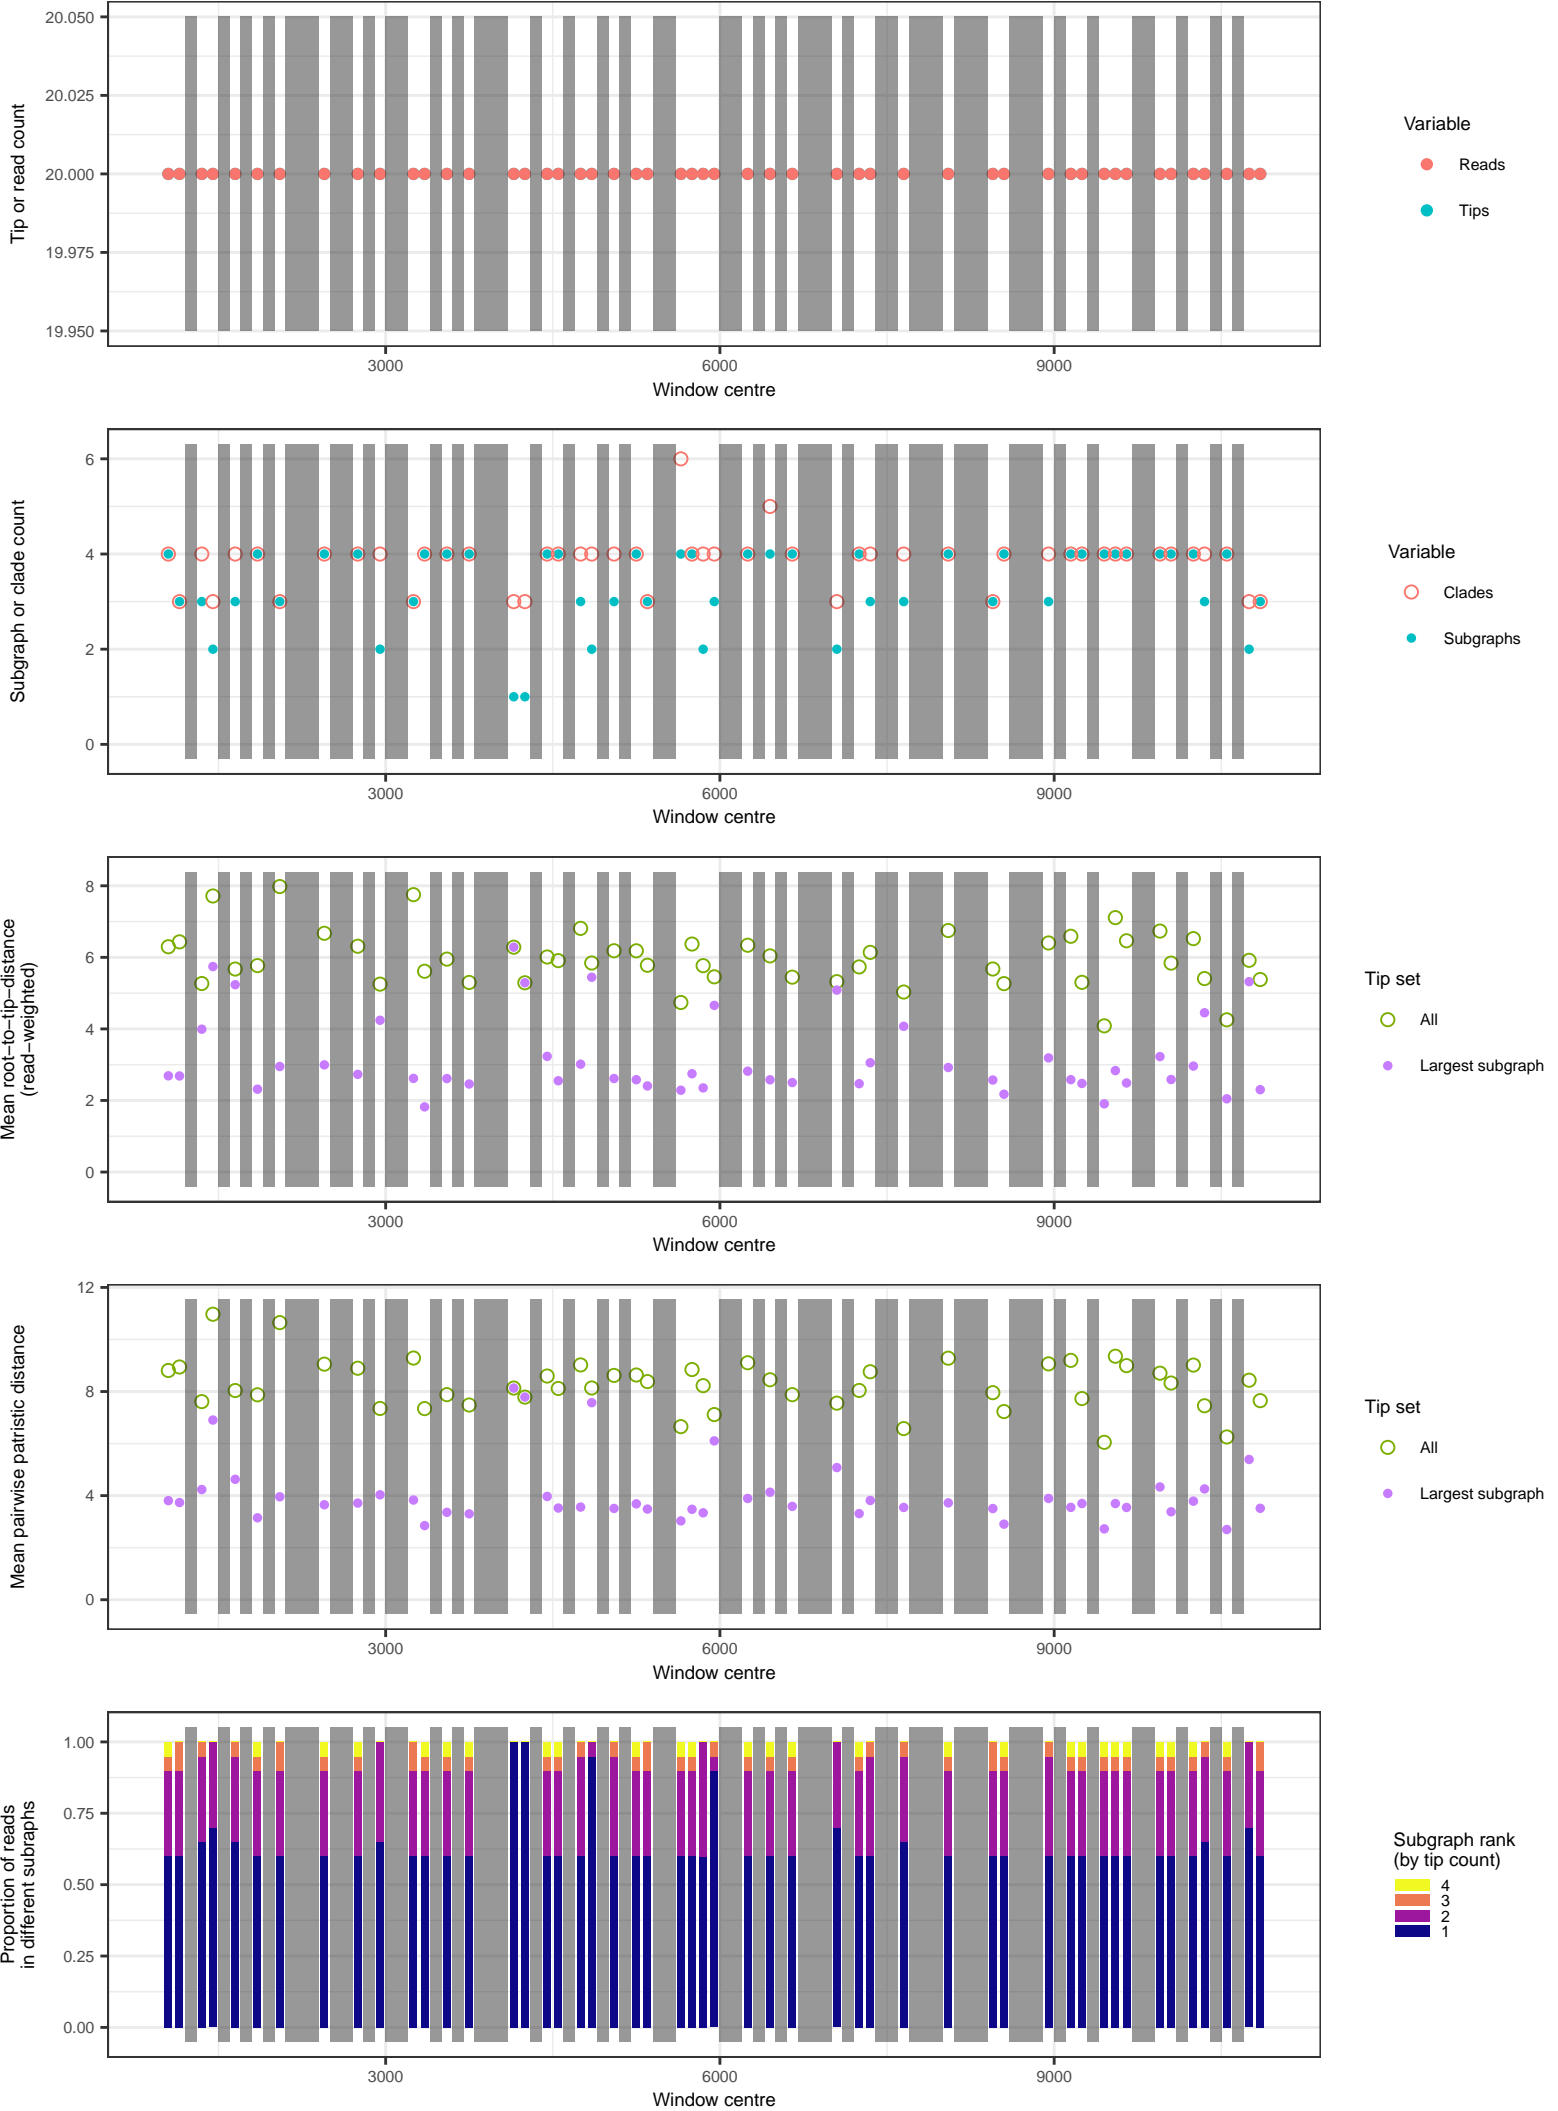 20.050
20.025
20.000
19.975
19.950
Tip or read count
3000 6000 9000
Window centre
Variable
Reads
Tips
6
4
2
0
Subgraph or clade count
3000 6000 9000
Window centre
Variable
Clades
Subgraphs
8
6
4
2
0
Mean root−to−tip−distance
(read−weighted)
3000 6000 9000
Window centre
Tip set
All
Largest subgraph
12
8
4
0
Mean pairwise patristic distance
3000 6000 9000
Window centre
Tip set
All
Largest subgraph
1.00
0.75
0.50
0.25
0.00
Proportion of reads
in different subraphs
3000 6000 9000
Window centre
Subgraph rank
(by tip count)
4
3
2
1